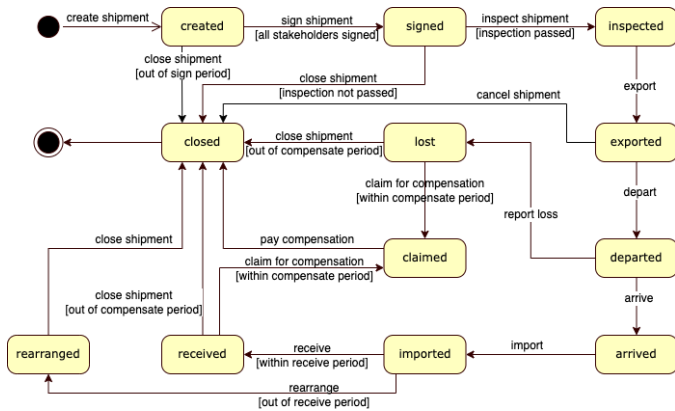 create shipment
created
sign shipment
[all stakeholders signed]
signed
inspect shipment
[inspection passed]
inspected
close shipment
[out of sign period]
close shipment
[inspection not passed]
export
cancel shipment
closed
close shipment
[out of compensate period]
lost
exported
claim for compensation
[within compensate period]
depart
report loss
close shipment
pay compensation
claimed
departed
claim for compensation
[within compensate period]
close shipment
[out of compensate period]
arrive
rearranged
received
receive
[within receive period]
imported
import
arrived
rearrange
[out of receive period]